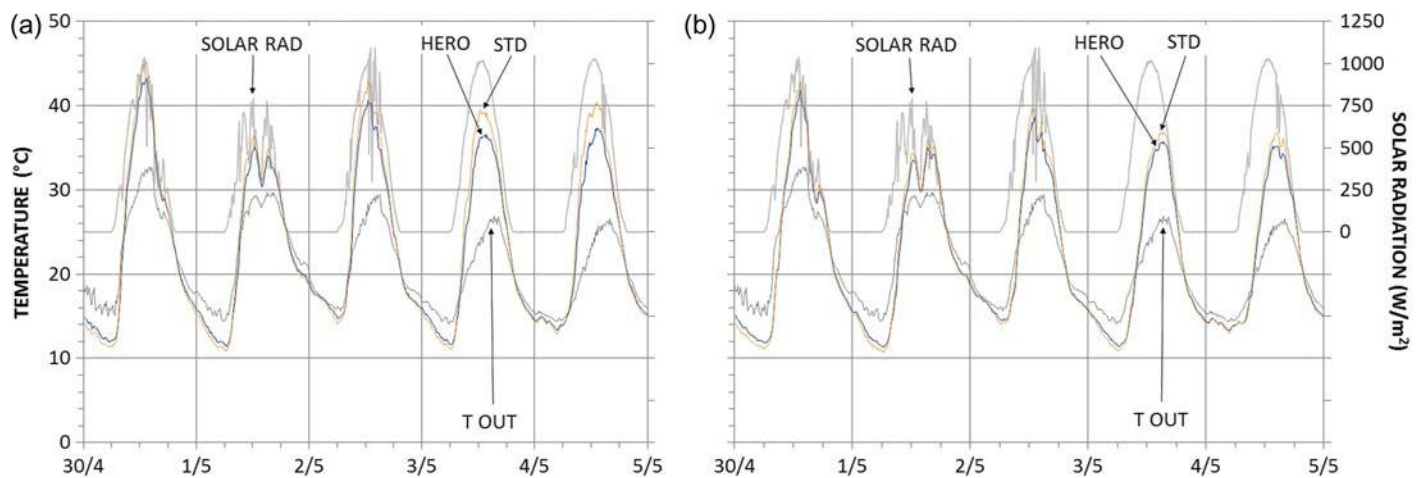 (a)
TEMPERATURE (°C)
50
40
30
20
10
0
SOLAR RAD
HERO
STD
T OUT
30/4 1/5 2/5 3/5 4/5 5/5
(b)
SOLAR RAD
HERO
STD
T OUT
30/4 1/5 2/5 3/5 4/5 5/5
1250
1000
750
500
250
0
SOLAR RADIATION (W/m²)